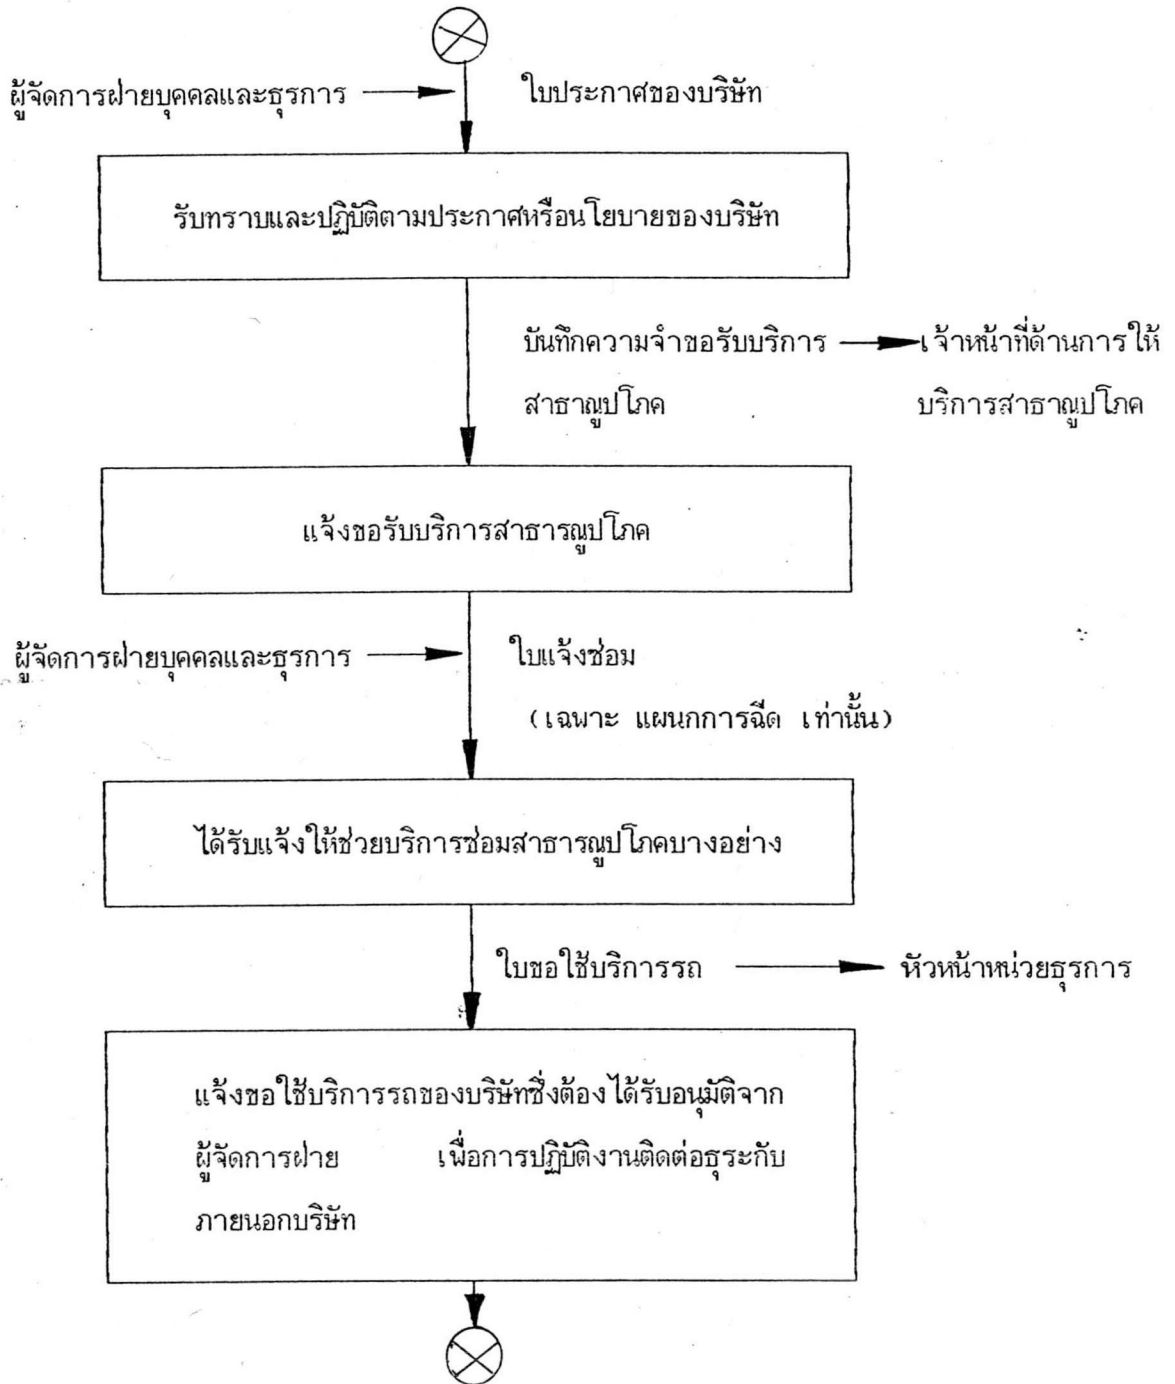 ผู้จัดการฝ่ายบุคคลและธุรการ ใบประกาศของบริษัท
รับทราบและปฏิบัติตามประกาศหรือนโยบายของบริษัท
บันทึกความจำขอรับบริการ เจ้าหน้าที่ด้านการให้
สาธาณูปโภค บริการสาธาณูปโภค
แจ้งขอรับบริการสาธารณูปโภค
ผู้จัดการฝ่ายบุคคลและธุรการ ใบแจ้งซ่อม
(เฉพาะ แผนกการฉีด เท่านั้น)
ได้รับแจ้งให้ช่วยบริการซ่อมสาธารณูปโภคบางอย่าง
ใบขอใช้บริการรถ หัวหน้าหน่วยธุรการ
แจ้งขอใช้บริการรถของบริษัทซึ่งต้องได้รับอนุมัติจาก
ผู้จัดการฝ่าย เพื่อการปฏิบัติงานติดต่อธุระกับ
ภายนอกบริษัท